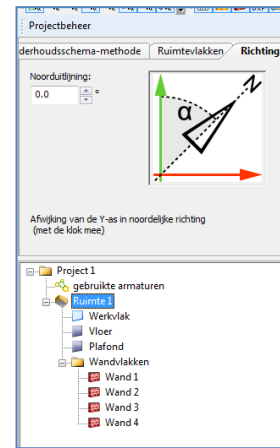 Projectbeheer
derhoudsschema-methode Ruimtevlakken Richting
Noorduitlijning:
0.0 °
α
N
Afwijking van de Y-as in noordelijke richting
(met de klok mee)
Project 1
gebruikte armaturen
Ruimte 1
Werkvlak
Vloer
Plafond
Wandvlakken
Wand 1
Wand 2
Wand 3
Wand 4